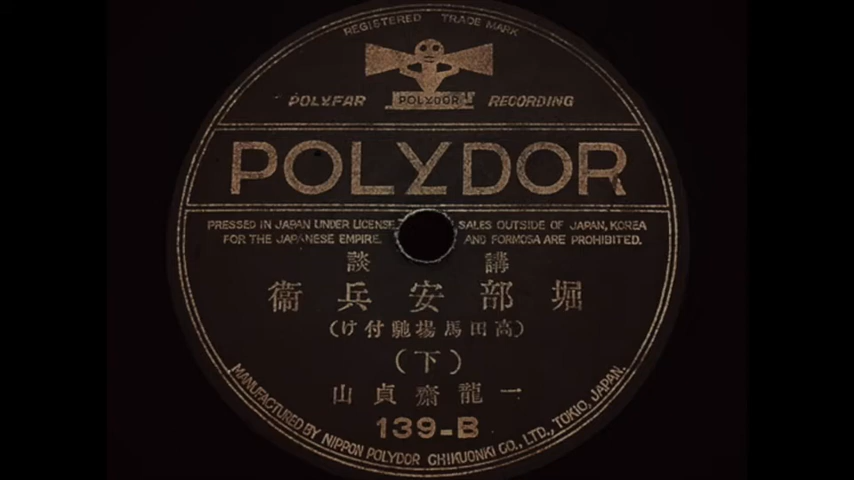 REGISTERED TRADE MARK
POLYDOR
POLYFAR RECORDING
POLYDOR
PRESSED IN JAPAN UNDER LICENSE SALES OUTSIDE OF JAPAN, KOREA
FOR THE JAPANESE EMPIRE. AND FORMOSA ARE PROHIBITED.
談講
衞兵安部堀
(け付馳場馬田高)
(下)
山貞齋龍一
139-B
MANUFACTURED BY NIPPON POLYDOR CHIKUONKI CO., LTD., TOKIO, JAPAN.